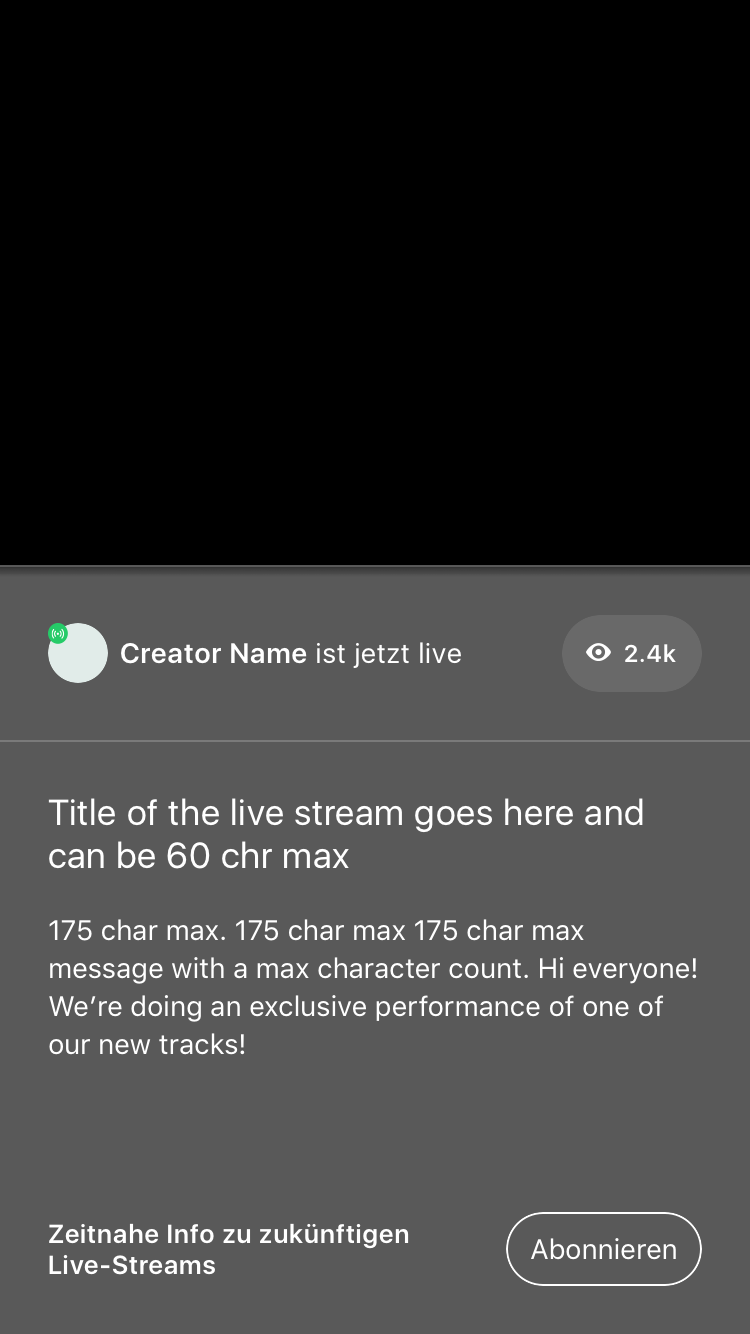 Creator Name ist jetzt live
2.4k
Title of the live stream goes here and
can be 60 chr max
175 char max. 175 char max 175 char max
message with a max character count. Hi everyone!
We’re doing an exclusive performance of one of
our new tracks!
Zeitnahe Info zu zukünftigen
Live-Streams
Abonnieren